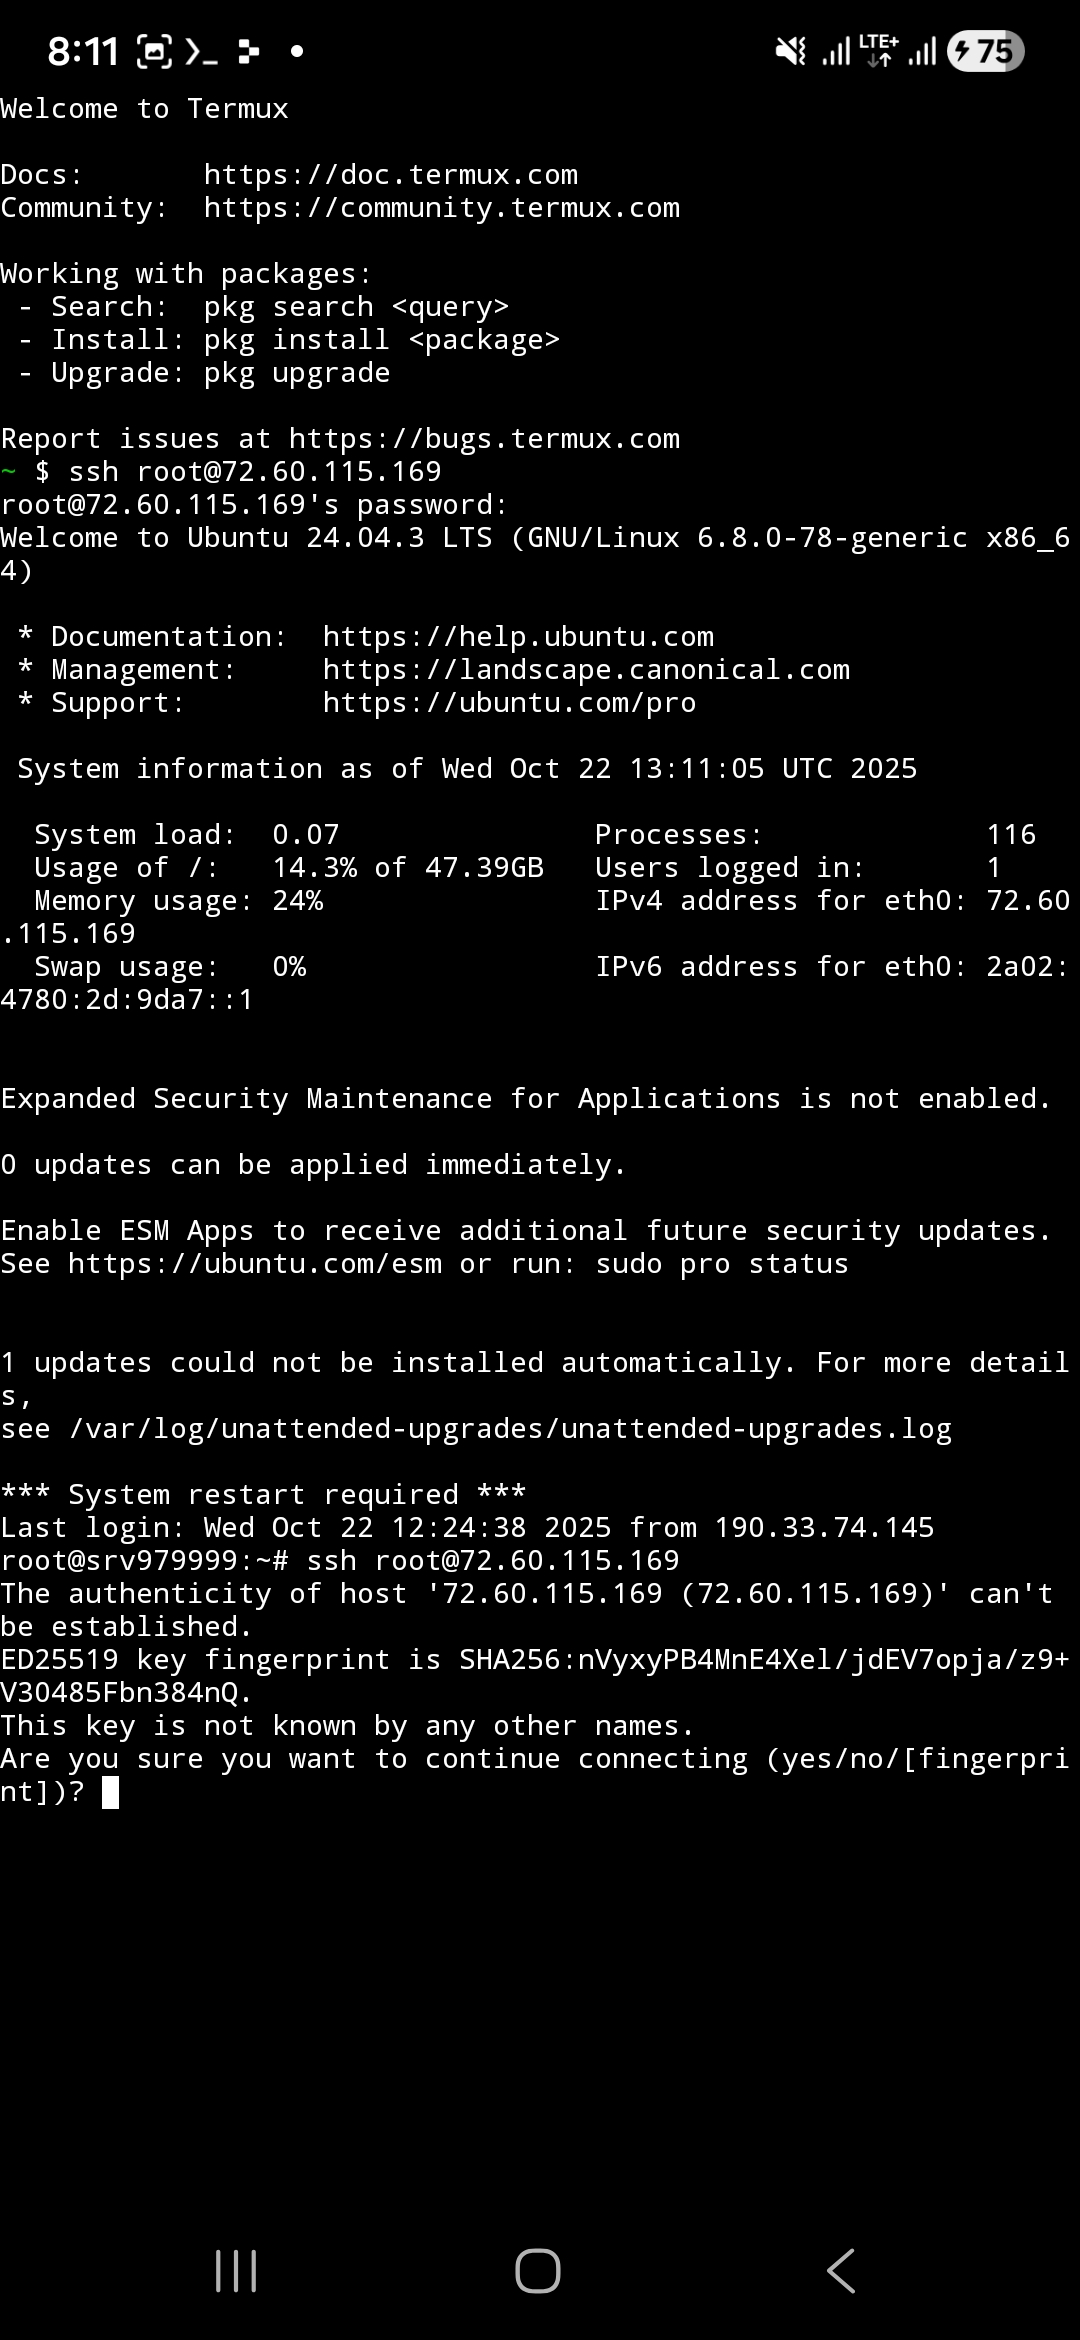 8:11
LTE+
75
Welcome to Termux
Docs:       https://doc.termux.com
Community:  https://community.termux.com
Working with packages:
 - Search:  pkg search <query>
 - Install: pkg install <package>
 - Upgrade: pkg upgrade
Report issues at https://bugs.termux.com
~ $ ssh root@72.60.115.169
root@72.60.115.169's password:
Welcome to Ubuntu 24.04.3 LTS (GNU/Linux 6.8.0-78-generic x86_6
4)
 * Documentation:  https://help.ubuntu.com
 * Management:     https://landscape.canonical.com
 * Support:        https://ubuntu.com/pro
 System information as of Wed Oct 22 13:11:05 UTC 2025
  System load:  0.07               Processes:             116
  Usage of /:   14.3% of 47.39GB   Users logged in:       1
  Memory usage: 24%                IPv4 address for eth0: 72.60
.115.169
  Swap usage:   0%                 IPv6 address for eth0: 2a02:
4780:2d:9da7::1
Expanded Security Maintenance for Applications is not enabled.
0 updates can be applied immediately.
Enable ESM Apps to receive additional future security updates.
See https://ubuntu.com/esm or run: sudo pro status
1 updates could not be installed automatically. For more detail
s,
see /var/log/unattended-upgrades/unattended-upgrades.log
*** System restart required ***
Last login: Wed Oct 22 12:24:38 2025 from 190.33.74.145
root@srv979999:~# ssh root@72.60.115.169
The authenticity of host '72.60.115.169 (72.60.115.169)' can't
be established.
ED25519 key fingerprint is SHA256:nVyxyPB4MnE4Xel/jdEV7opja/z9+
V30485Fbn384nQ.
This key is not known by any other names.
Are you sure you want to continue connecting (yes/no/[fingerpri
nt])?